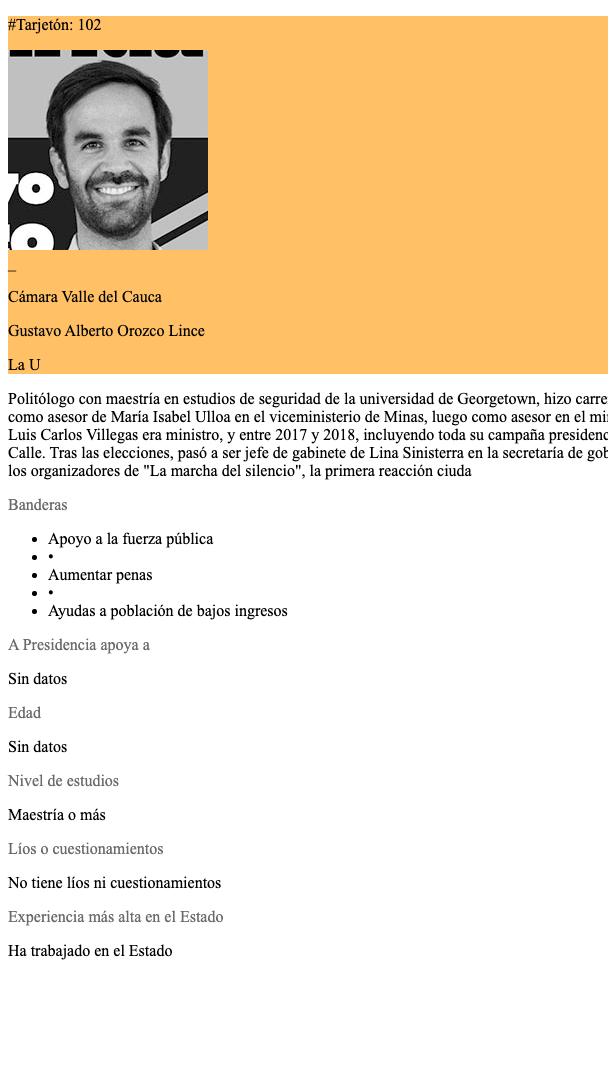 #Tarjetón: 102
Cámara Valle del Cauca
Gustavo Alberto Orozco Lince
La U
Politólogo con maestría en estudios de seguridad de la universidad de Georgetown, hizo
como asesor de María Isabel Ulloa en el viceministerio de Minas, luego como asesor en el
Luis Carlos Villegas era ministro, y entre 2017 y 2018, incluyendo toda su campaña
Calle. Tras las elecciones, pasó a ser jefe de gabinete de Lina Sinisterra en la secretaría de
los organizadores de "La marcha del silencio", la primera reacción ciuda
Banderas
• Apoyo a la fuerza pública
• •
• Aumentar penas
• •
• Ayudas a población de bajos ingresos
A Presidencia apoya a
Sin datos
Edad
Sin datos
Nivel de estudios
Maestría o más
Líos o cuestionamientos
No tiene líos ni cuestionamientos
Experiencia más alta en el Estado
Ha trabajado en el Estado